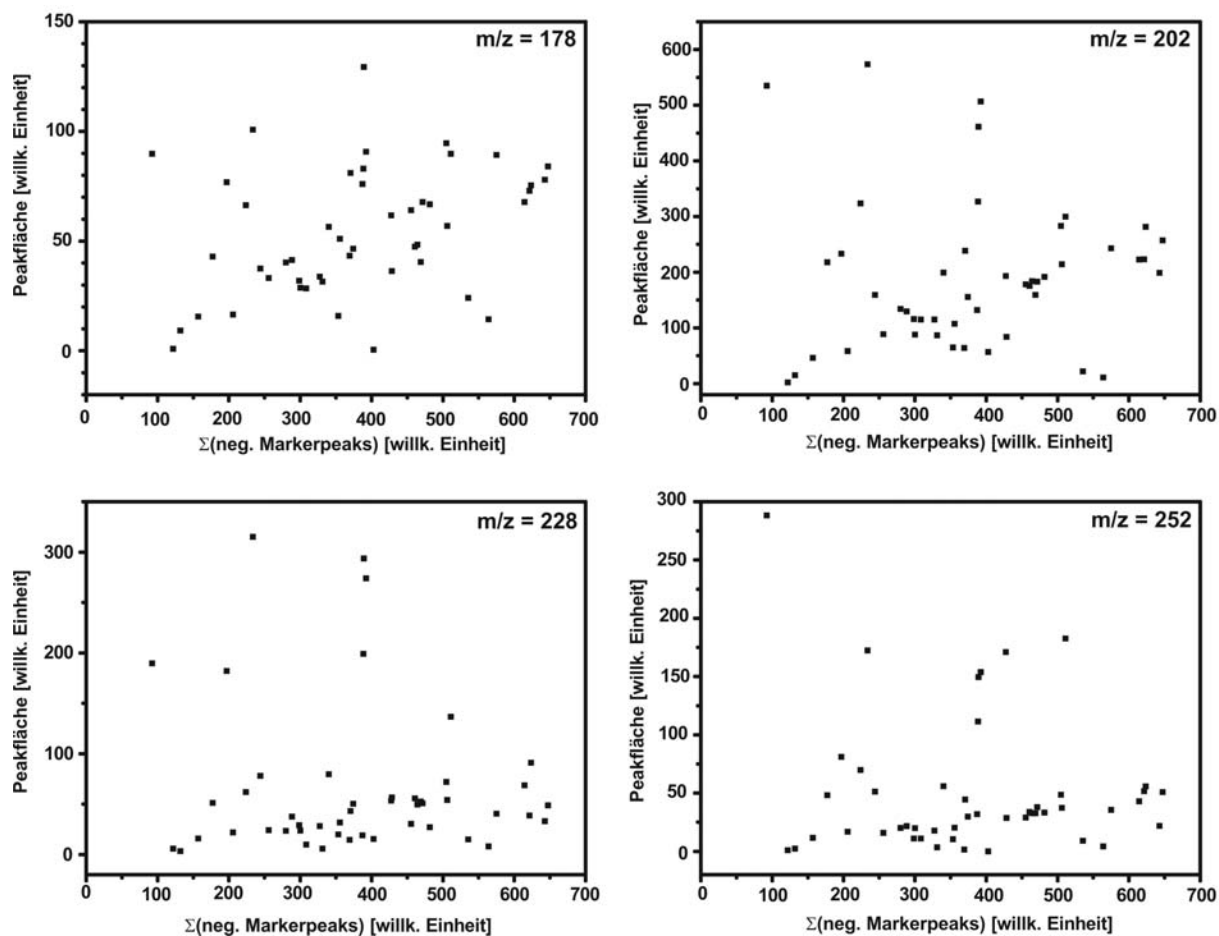 m/z = 178
Peakfläche [willk. Einheit]
150
100
50
0
0 100 200 300 400 500 600 700
Σ(neg. Markerpeaks) [willk. Einheit]
m/z = 202
Peakfläche [willk. Einheit]
600
500
400
300
200
100
0
0 100 200 300 400 500 600 700
Σ(neg. Markerpeaks) [willk. Einheit]
m/z = 228
Peakfläche [willk. Einheit]
300
200
100
0
0 100 200 300 400 500 600 700
Σ(neg. Markerpeaks) [willk. Einheit]
m/z = 252
Peakfläche [willk. Einheit]
300
250
200
150
100
50
0
0 100 200 300 400 500 600 700
Σ(neg. Markerpeaks) [willk. Einheit]